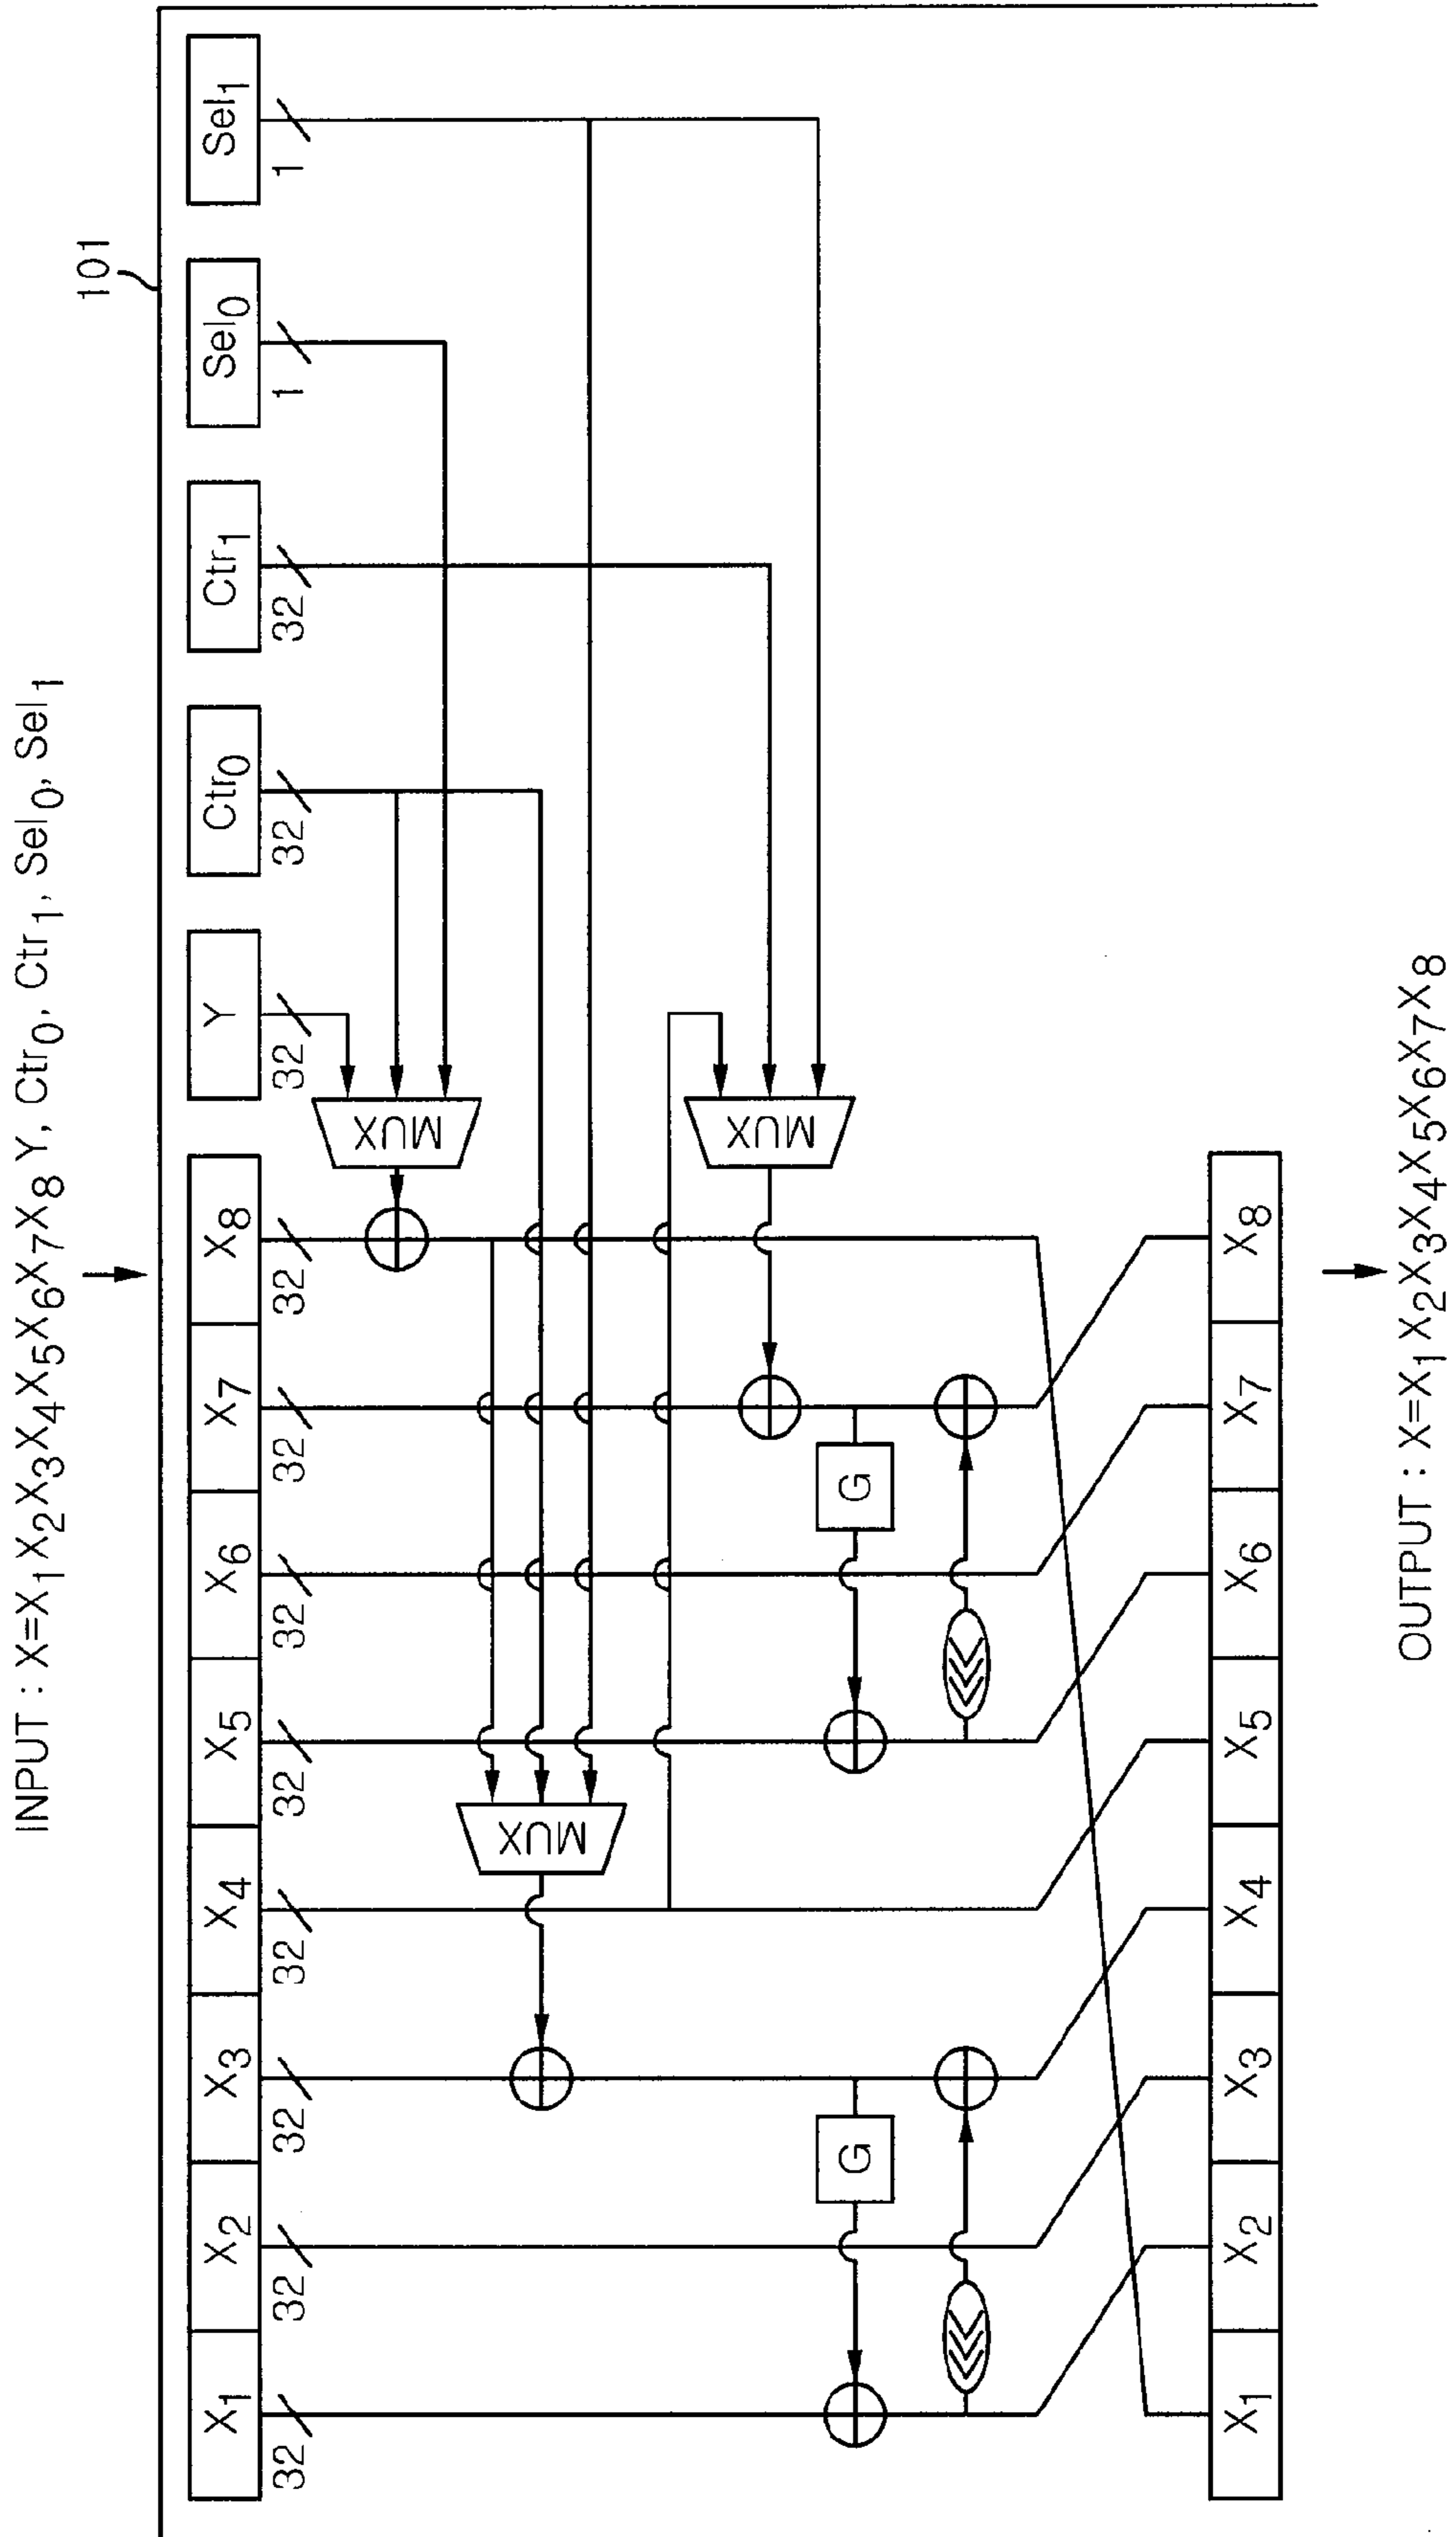 INPUT : X=X1X2X3X4X5X6X7X8 Y, Ctr0, Ctr1, Sel0, Sel1
101
X1 X2 X3 X4 X5 X6 X7 X8 Y Ctr0 Ctr1 Sel0 Sel1
32 32 32 32 32 32 32 32 32 32 32 1 1
MUX
MUX
MUX
G G
X1 X2 X3 X4 X5 X6 X7 X8
OUTPUT : X=X1X2X3X4X5X6X7X8